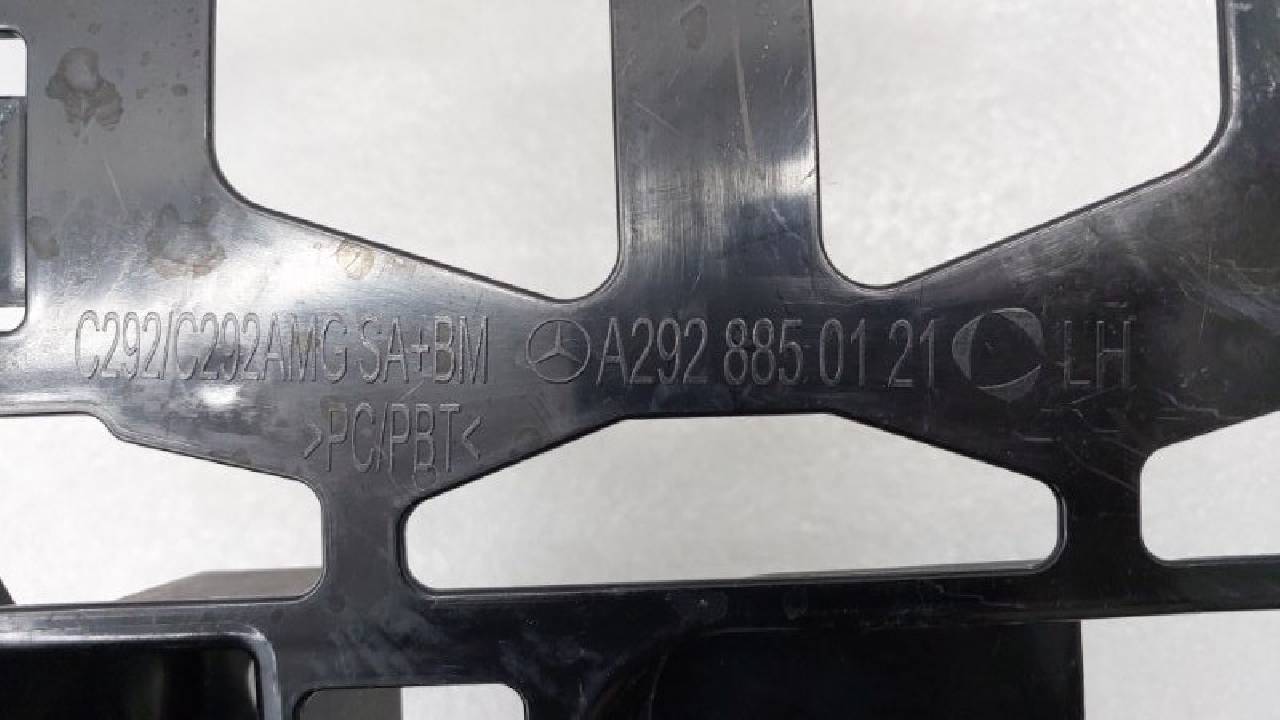 C292/C292AMG SA+BM A292 885 01 21 LH
>PC/PBT<